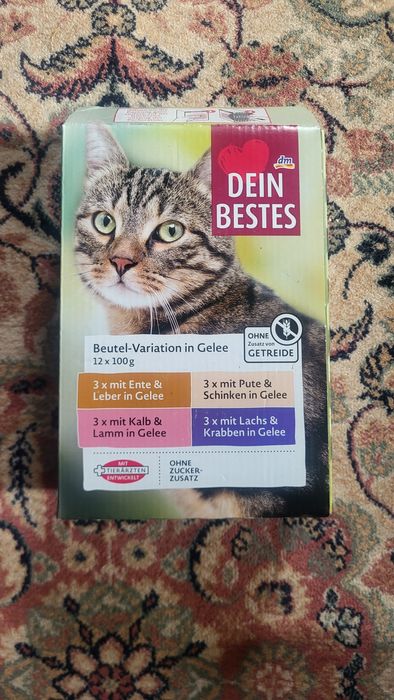 dm
DEIN
BESTES
Beutel-Variation in Gelee
12 x 100g
OHNE
Zusatz von
GETREIDE
3 x mit Ente &
Leber in Gelee
3 x mit Pute &
Schinken in Gelee
3 x mit Kalb &
Lamm in Gelee
3 x mit Lachs &
Krabben in Gelee
MIT
TIERÄRZTEN
ENTWICKELT
OHNE
ZUCKER-
ZUSATZ